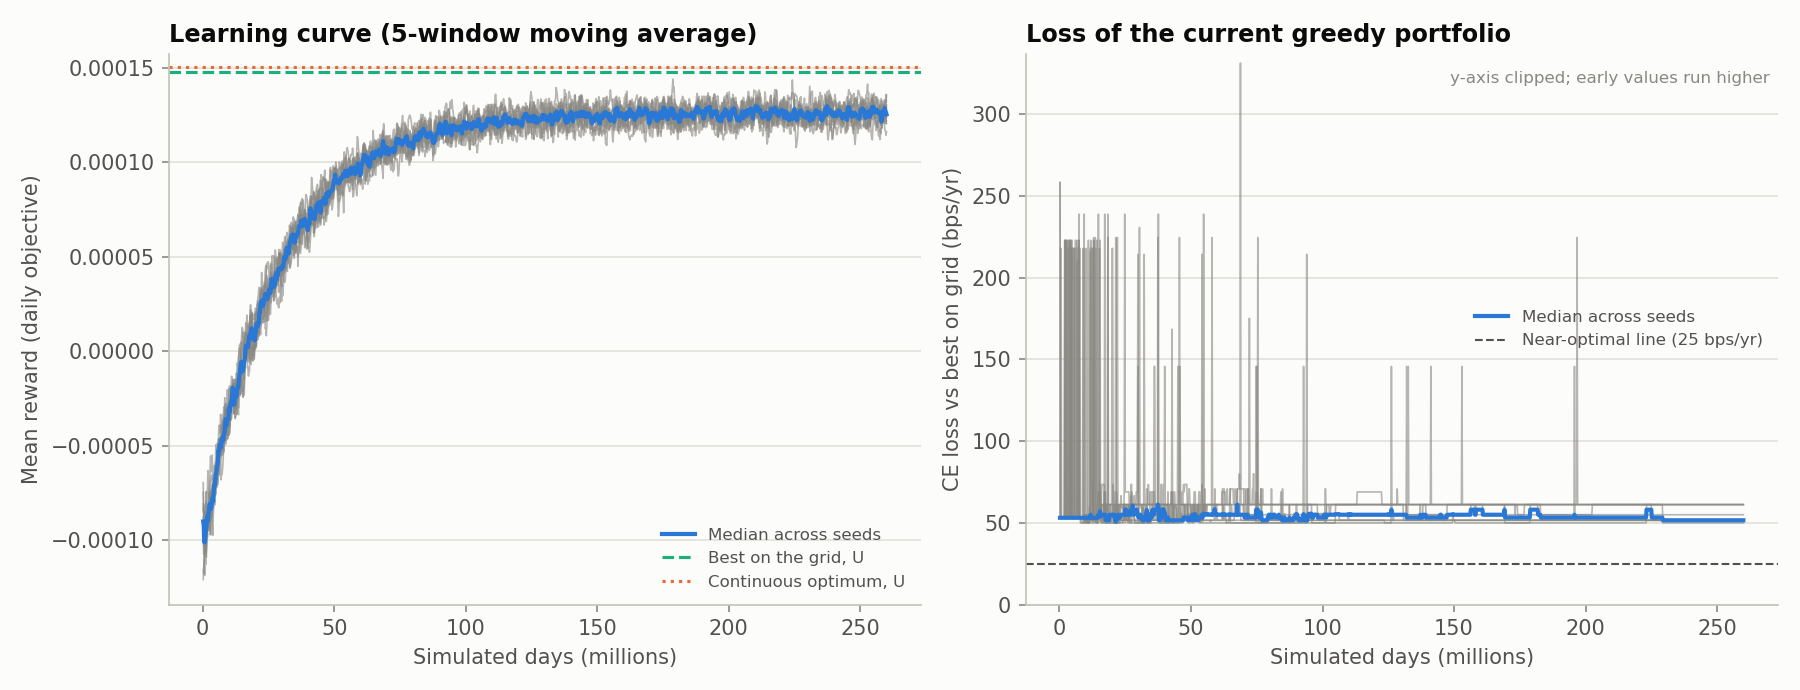 Learning curve (5-window moving average)
Mean reward (daily objective)
0.00015
0.00010
0.00005
0.00000
−0.00005
−0.00010
Median across seeds
Best on the grid, U
Continuous optimum, U
0 50 100 150 200 250
Simulated days (millions)
Loss of the current greedy portfolio
y-axis clipped; early values run higher
CE loss vs best on grid (bps/yr)
300
250
200
150
100
50
0
Median across seeds
Near-optimal line (25 bps/yr)
0 50 100 150 200 250
Simulated days (millions)